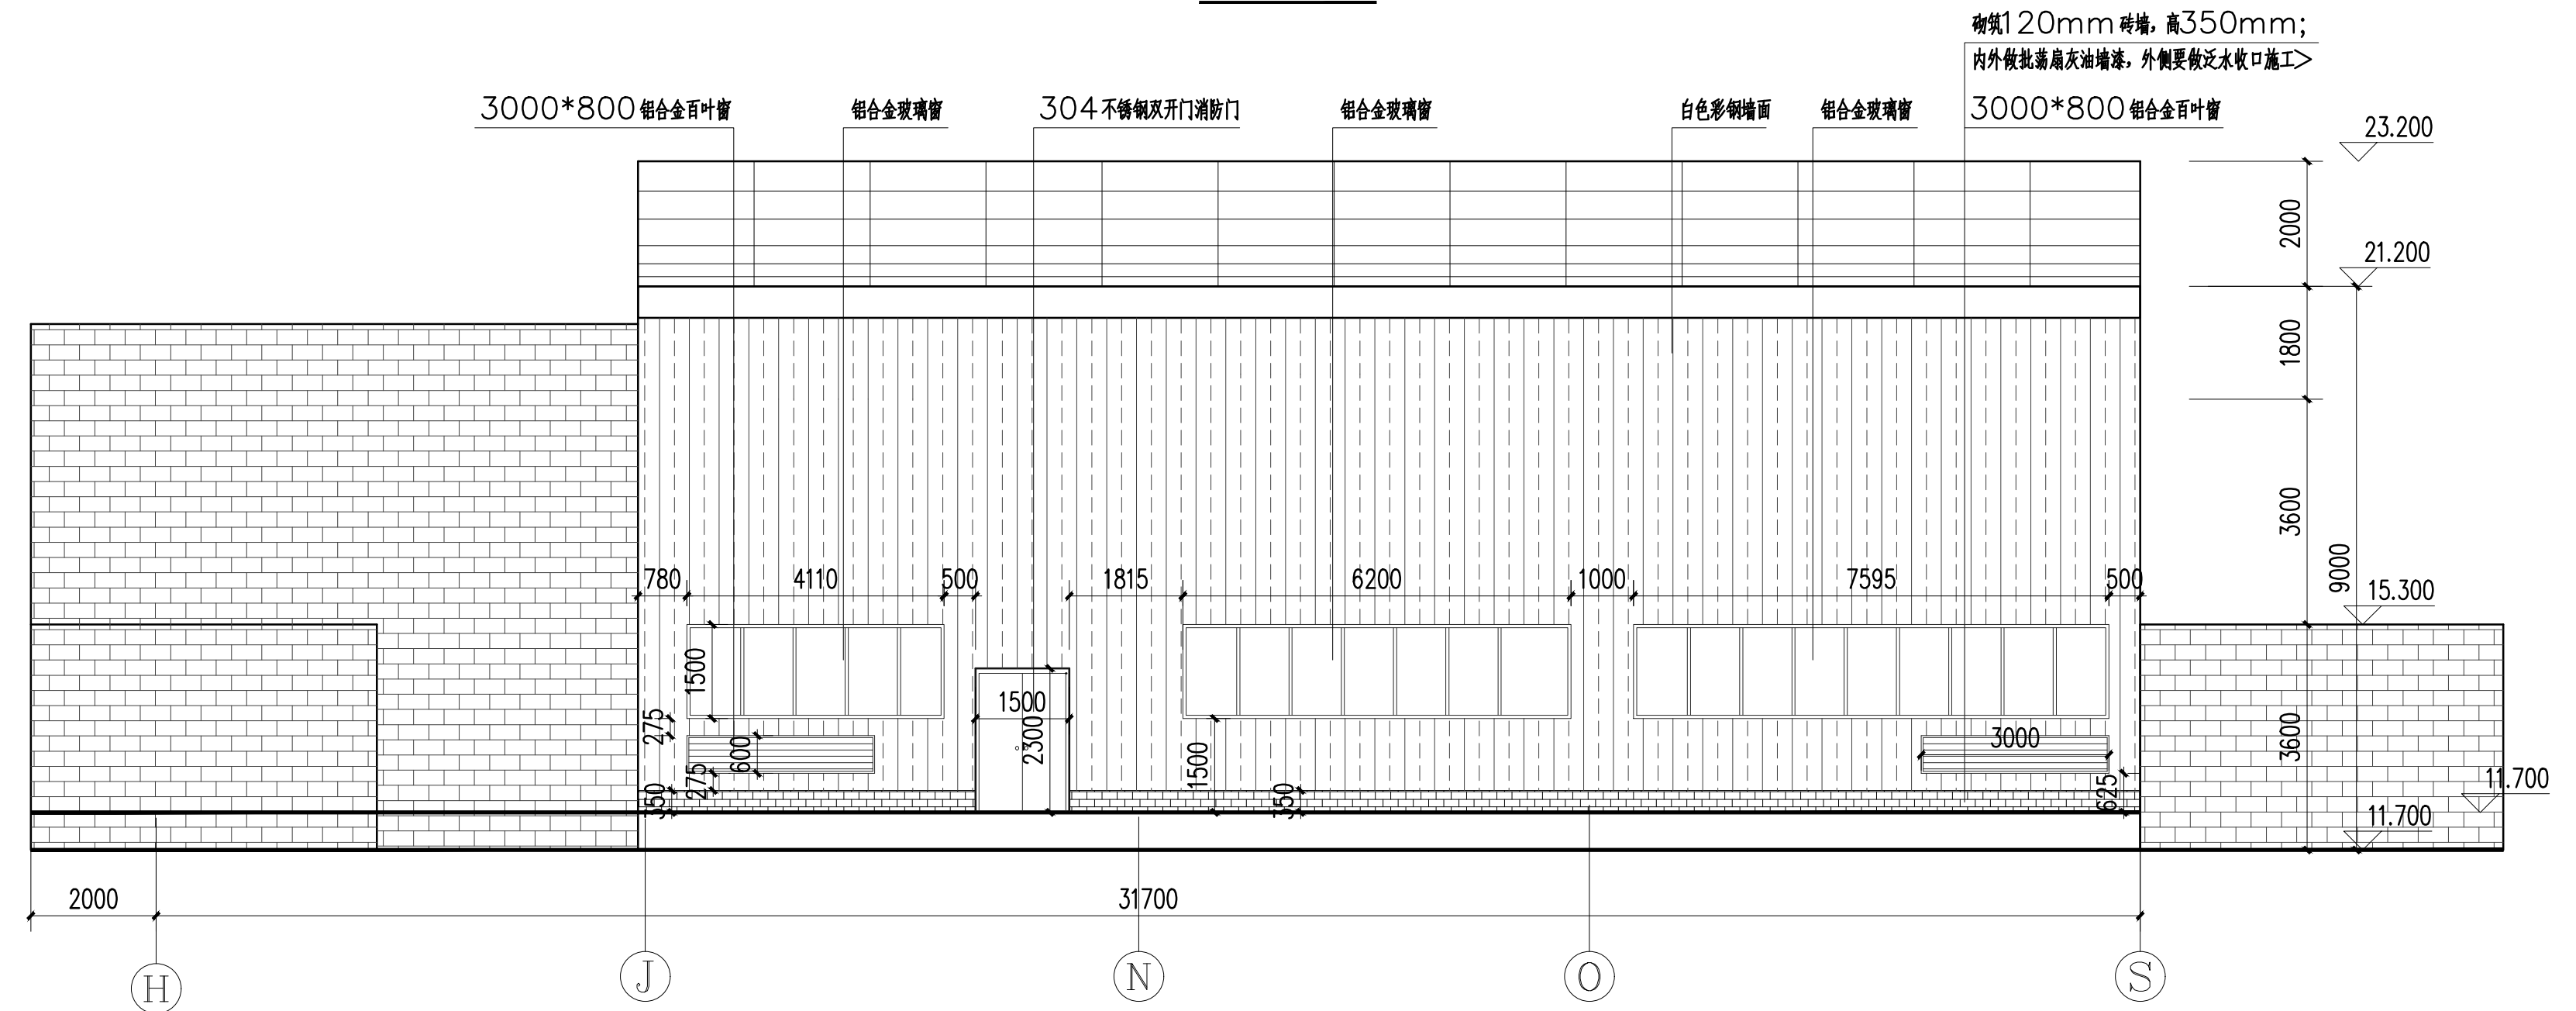 砌筑120mm砖墙，高350mm；
内外做批荡扇灰油墙漆，外侧要做泛水收口施工>
3000*800铝合金百叶窗
铝合金玻璃窗
304不锈钢双开门消防门
铝合金玻璃窗
白色彩钢墙面
铝合金玻璃窗
3000*800铝合金百叶窗
23.200
2000
21.200
1800
3600
9000
780
4110
500
1815
6200
1000
7595
500
15.300
1500
275
600
275
350
1500
2300
1500
350
3000
625
3600
11.700
11.700
2000
31700
H
J
N
O
S